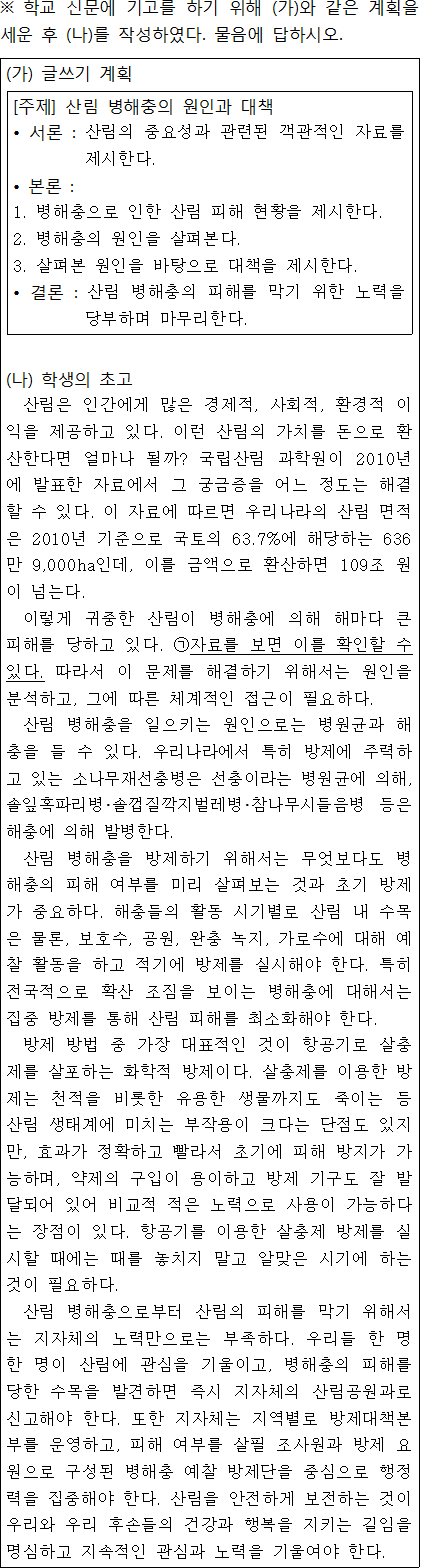 ※ 학교 신문에 기고를 하기 위해 (가)와 같은 계획을
세운 후 (나)를 작성하였다. 물음에 답하시오.
(가) 글쓰기 계획
[주제] 산림 병해충의 원인과 대책
• 서론 : 산림의 중요성과 관련된 객관적인 자료를
제시한다.
• 본론 :
1. 병해충으로 인한 산림 피해 현황을 제시한다.
2. 병해충의 원인을 살펴본다.
3. 살펴본 원인을 바탕으로 대책을 제시한다.
• 결론 : 산림 병해충의 피해를 막기 위한 노력을
당부하며 마무리한다.
(나) 학생의 초고
산림은 인간에게 많은 경제적, 사회적, 환경적 이
익을 제공하고 있다. 이런 산림의 가치를 돈으로 환
산한다면 얼마나 될까? 국립산림 과학원이 2010년
에 발표한 자료에서 그 궁금증을 어느 정도는 해결
할 수 있다. 이 자료에 따르면 우리나라의 산림 면적
은 2010년 기준으로 국토의 63.7%에 해당하는 636
만 9,000ha인데, 이를 금액으로 환산하면 109조 원
이 넘는다.
이렇게 귀중한 산림이 병해충에 의해 해마다 큰
피해를 당하고 있다. ㉠자료를 보면 이를 확인할 수
있다. 따라서 이 문제를 해결하기 위해서는 원인을
분석하고, 그에 따른 체계적인 접근이 필요하다.
산림 병해충을 일으키는 원인으로는 병원균과 해
충을 들 수 있다. 우리나라에서 특히 방제에 주력하
고 있는 소나무재선충병은 선충이라는 병원균에 의해,
솔잎혹파리병·솔껍질깍지벌레병·참나무시들음병 등은
해충에 의해 발병한다.
산림 병해충을 방제하기 위해서는 무엇보다도 병
해충의 피해 여부를 미리 살펴보는 것과 초기 방제
가 중요하다. 해충들의 활동 시기별로 산림 내 수목
은 물론, 보호수, 공원, 완충 녹지, 가로수에 대해 예
찰 활동을 하고 적기에 방제를 실시해야 한다. 특히
전국적으로 확산 조짐을 보이는 병해충에 대해서는
집중 방제를 통해 산림 피해를 최소화해야 한다.
방제 방법 중 가장 대표적인 것이 항공기로 살충
제를 살포하는 화학적 방제이다. 살충제를 이용한 방
제는 천적을 비롯한 유용한 생물까지도 죽이는 등
산림 생태계에 미치는 부작용이 크다는 단점도 있지
만, 효과가 정확하고 빨라서 초기에 피해 방지가 가
능하며, 약제의 구입이 용이하고 방제 기구도 잘 발
달되어 있어 비교적 적은 노력으로 사용이 가능하다
는 장점이 있다. 항공기를 이용한 살충제 방제를 실
시할 때에는 때를 놓치지 말고 알맞은 시기에 하는
것이 필요하다.
산림 병해충으로부터 산림의 피해를 막기 위해서
는 지자체의 노력만으로는 부족하다. 우리들 한 명
한 명이 산림에 관심을 기울이고, 병해충의 피해를
당한 수목을 발견하면 즉시 지자체의 산림공원과로
신고해야 한다. 또한 지자체는 지역별로 방제대책본
부를 운영하고, 피해 여부를 살필 조사원과 방제 요
원으로 구성된 병해충 예찰 방제단을 중심으로 행정
력을 집중해야 한다. 산림을 안전하게 보전하는 것이
우리와 우리 후손들의 건강과 행복을 지키는 길임을
명심하고 지속적인 관심과 노력을 기울여야 한다.